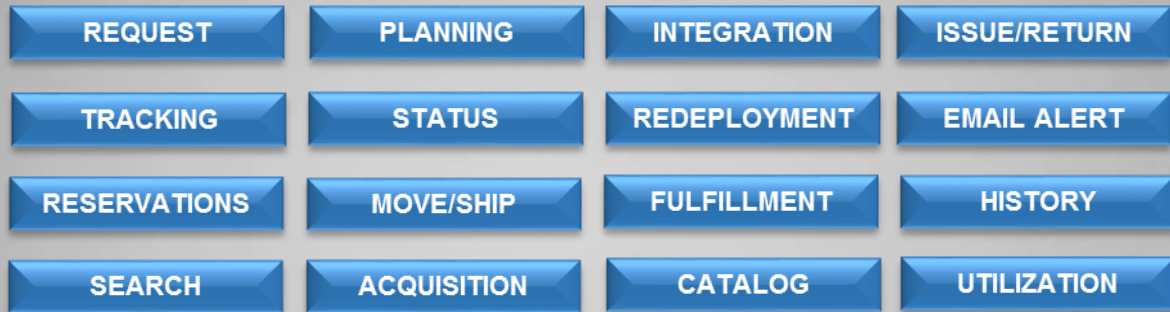 REQUEST PLANNING INTEGRATION ISSUE/RETURN
TRACKING STATUS REDEPLOYMENT EMAIL ALERT
RESERVATIONS MOVE/SHIP FULFILLMENT HISTORY
SEARCH ACQUISITION CATALOG UTILIZATION